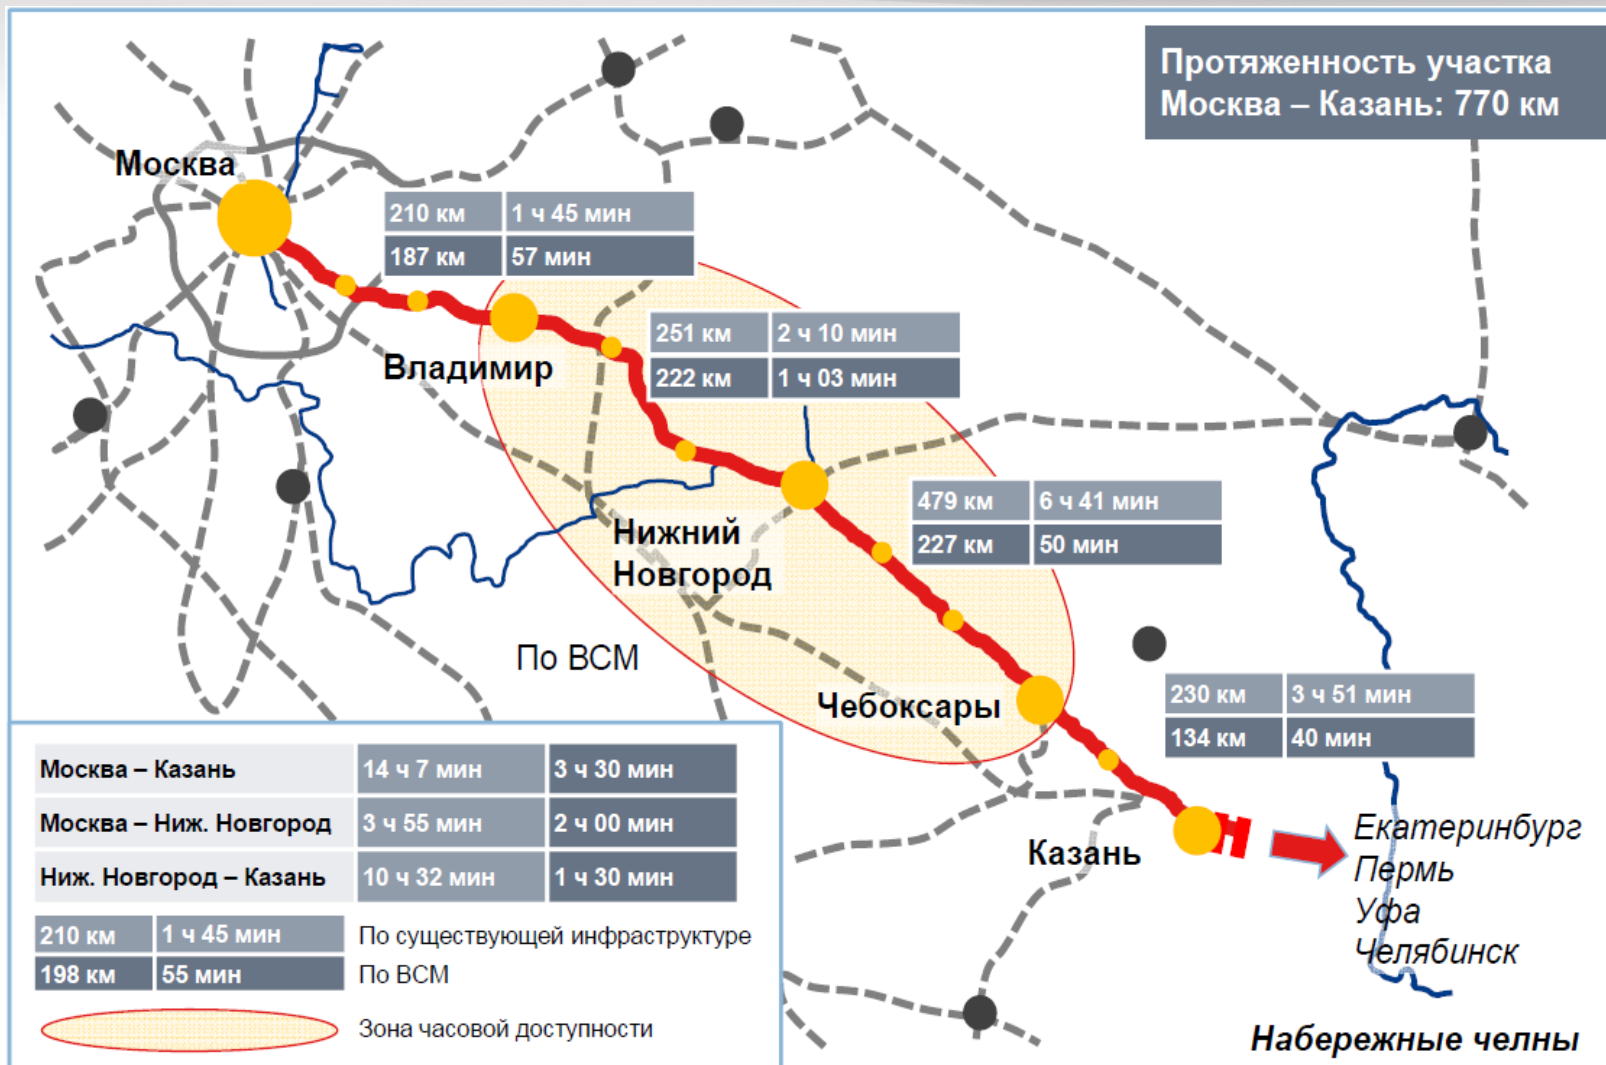 Протяженность участка
Москва – Казань: 770 км
Москва
210 км 1 ч 45 мин
187 км 57 мин
Владимир
251 км 2 ч 10 мин
222 км 1 ч 03 мин
479 км 6 ч 41 мин
227 км 50 мин
Нижний
Новгород
По ВСМ
Чебоксары
230 км 3 ч 51 мин
134 км 40 мин
Казань
Екатеринбург
Пермь
Уфа
Челябинск
Набережные челны
Москва – Казань 14 ч 7 мин 3 ч 30 мин
Москва – Ниж. Новгород 3 ч 55 мин 2 ч 00 мин
Ниж. Новгород – Казань 10 ч 32 мин 1 ч 30 мин
210 км 1 ч 45 мин По существующей инфраструктуре
198 км 55 мин По ВСМ
Зона часовой доступности